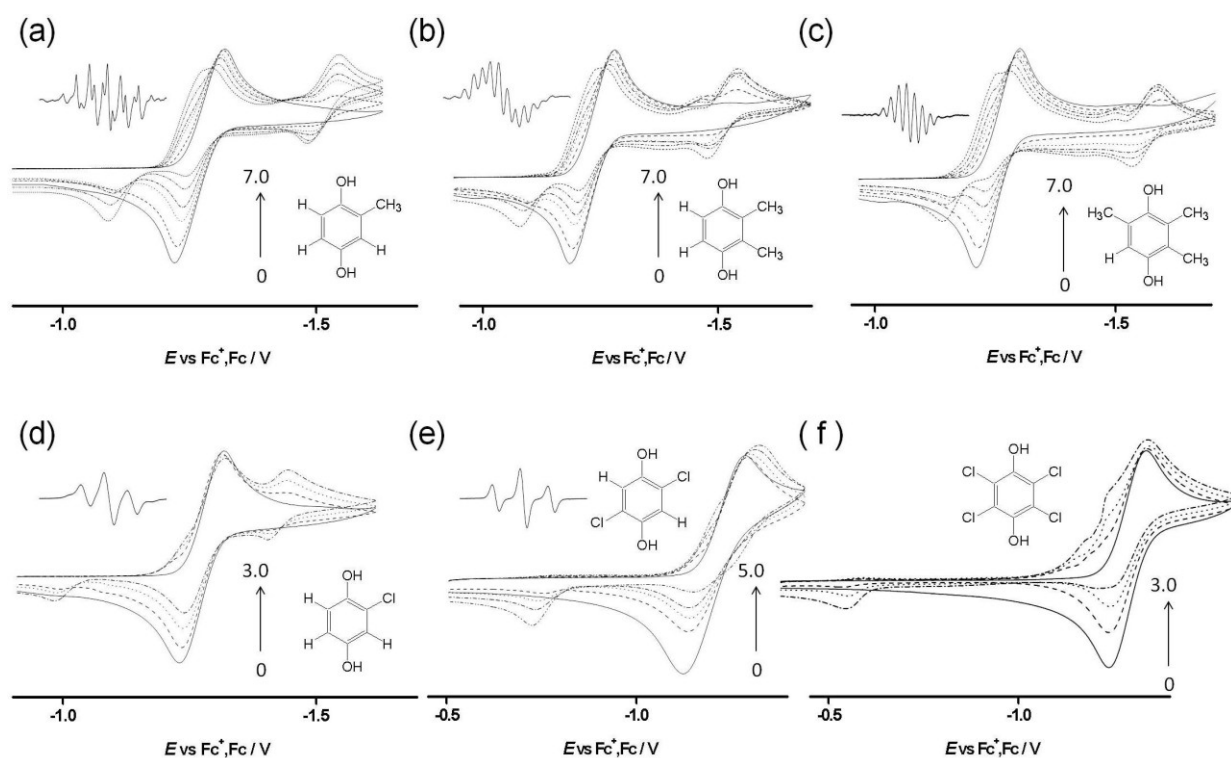 (a)
7.0
0
OH
CH3
H
H
OH
-1.0
-1.5
E vs Fc+,Fc / V
(b)
7.0
0
OH
H
CH3
H
CH3
OH
-1.5
E vs Fc+,Fc / V
(c)
7.0
0
OH
H3C
CH3
H
CH3
OH
-1.0
-1.5
E vs Fc+,Fc / V
(d)
3.0
0
OH
H
Cl
H
H
OH
-1.0
-1.5
E vs Fc+,Fc / V
(e)
OH
H
Cl
Cl
H
OH
5.0
0
-0.5
-1.0
E vs Fc+,Fc / V
( f )
OH
Cl
Cl
Cl
Cl
OH
3.0
0
-0.5
-1.0
E vs Fc+,Fc / V